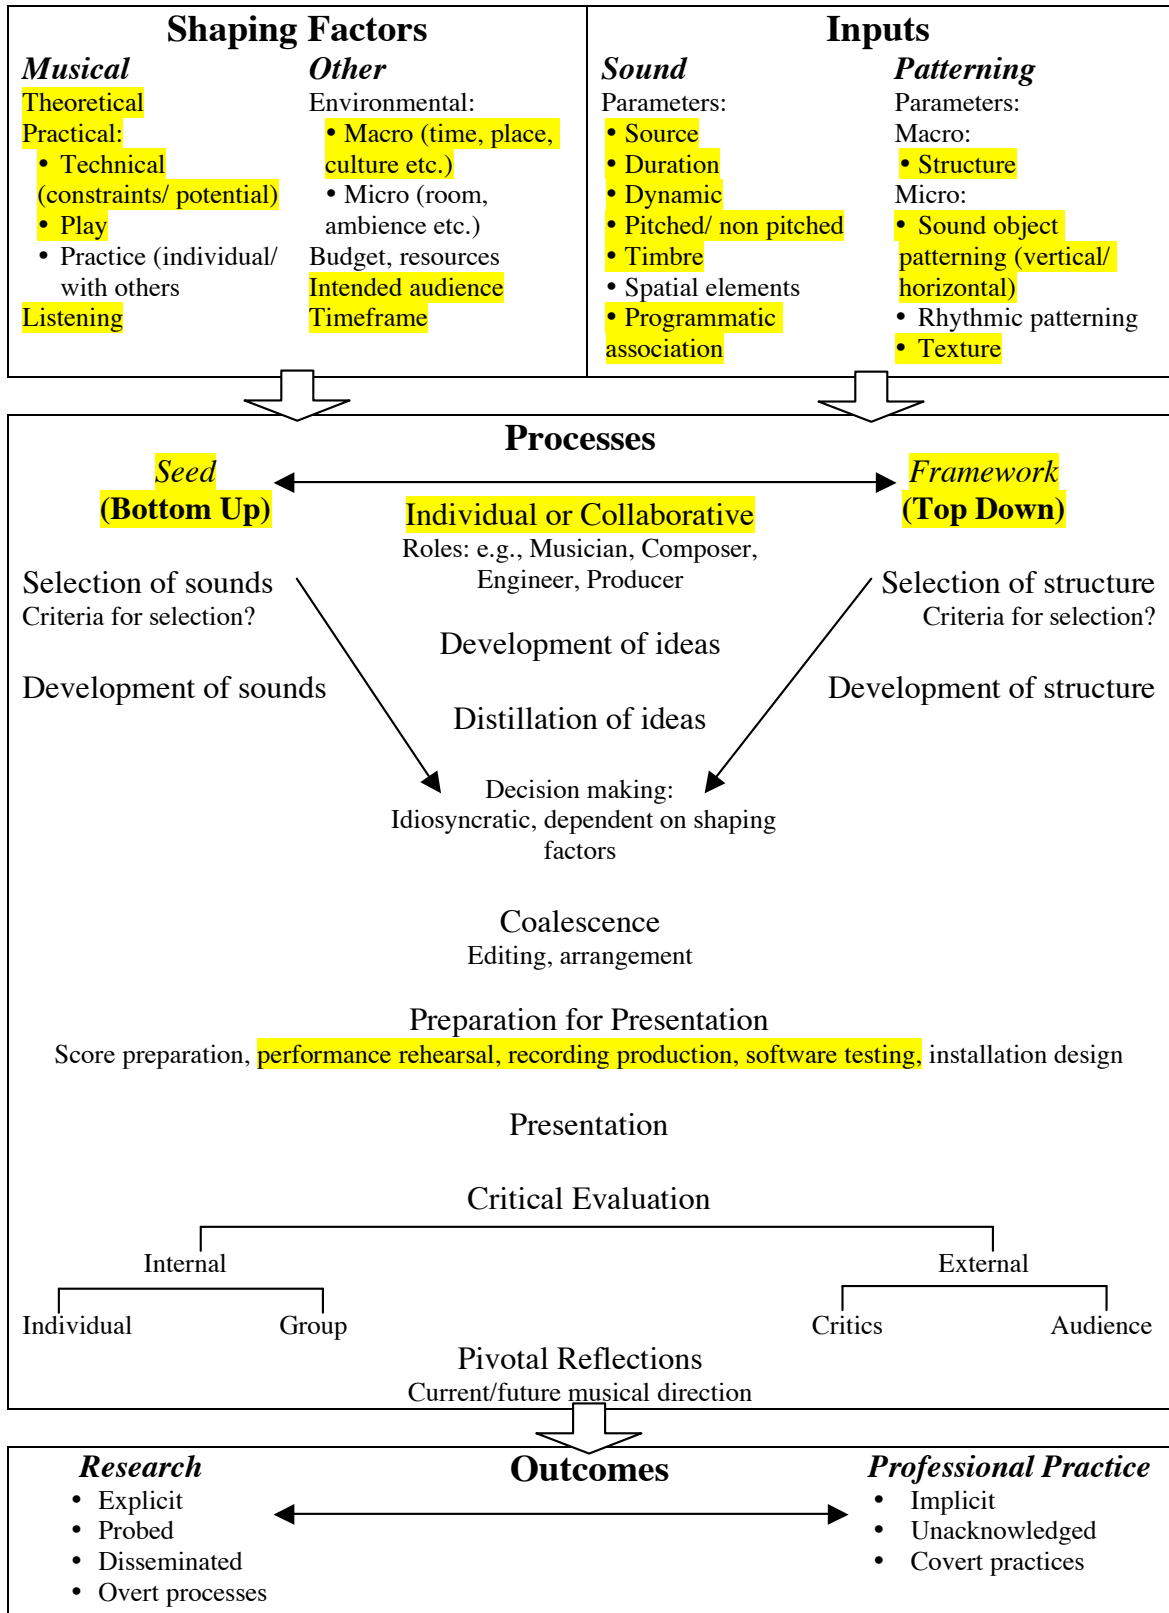 Shaping Factors
Musical
Theoretical
Practical:
• Technical
(constraints/ potential)
• Play
• Practice (individual/
with others
Listening
Other
Environmental:
• Macro (time, place,
culture etc.)
• Micro (room,
ambience etc.)
Budget, resources
Intended audience
Timeframe
Inputs
Sound
Parameters:
• Source
• Duration
• Dynamic
• Pitched/ non pitched
• Timbre
• Spatial elements
• Programmatic
association
Patterning
Parameters:
Macro:
• Structure
Micro:
• Sound object
patterning (vertical/
horizontal)
• Rhythmic patterning
• Texture
Processes
Seed
(Bottom Up)
Framework
(Top Down)
Individual or Collaborative
Roles: e.g., Musician, Composer,
Engineer, Producer
Selection of sounds
Criteria for selection?
Selection of structure
Criteria for selection?
Development of ideas
Development of sounds
Development of structure
Distillation of ideas
Decision making:
Idiosyncratic, dependent on shaping
factors
Coalescence
Editing, arrangement
Preparation for Presentation
Score preparation, performance rehearsal, recording production, software testing, installation design
Presentation
Critical Evaluation
Internal
External
Individual
Group
Critics
Audience
Pivotal Reflections
Current/future musical direction
Outcomes
Research
• Explicit
• Probed
• Disseminated
• Overt processes
Professional Practice
• Implicit
• Unacknowledged
• Covert practices